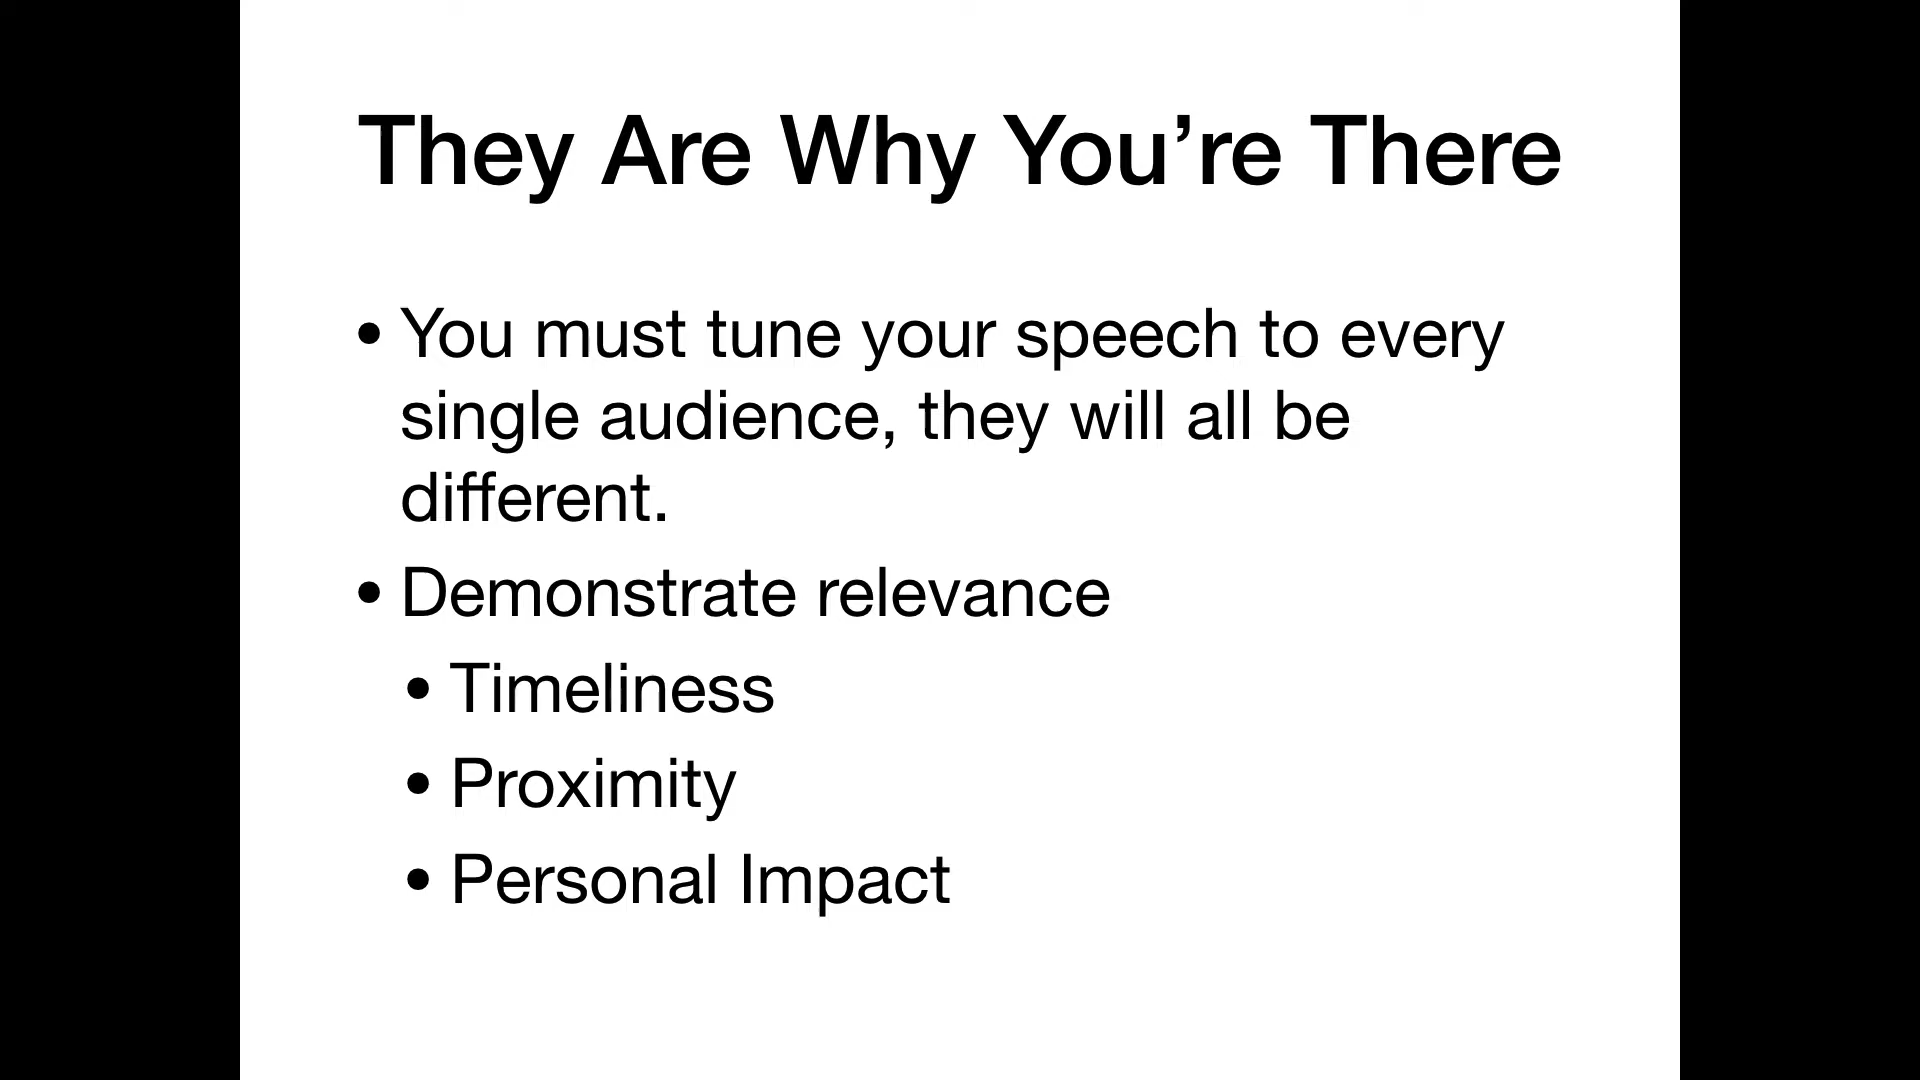 They Are Why You’re There
• You must tune your speech to every
single audience, they will all be
different.
• Demonstrate relevance
• Timeliness
• Proximity
• Personal Impact